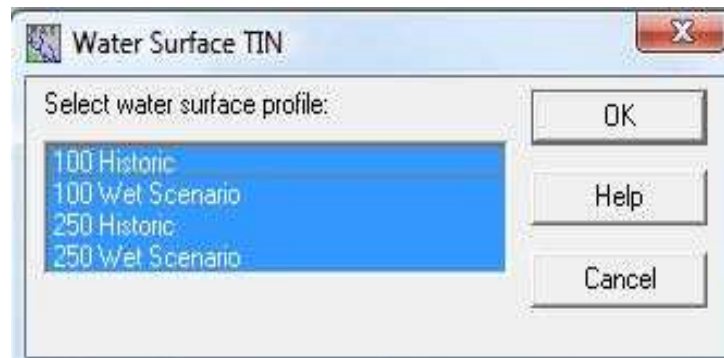 Water Surface TIN
Select water surface profile:
OK
100 Historic
100 Wet Scenario
250 Historic
250 Wet Scenario
Help
Cancel